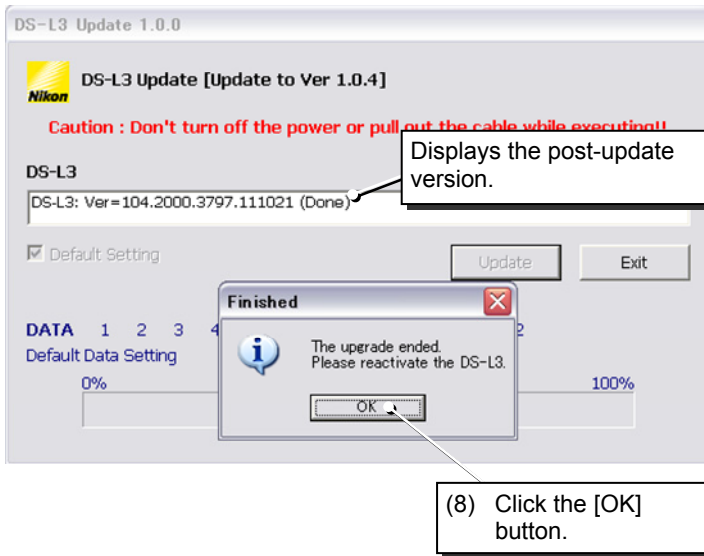 DS-L3 Update 1.0.0
Nikon
DS-L3 Update [Update to Ver 1.0.4]
Caution : Don't turn off the power or pull out the cable while executing!!
Displays the post-update
version.
DS-L3
DS-L3: Ver=104.2000.3797.111021 (Done)
Default Setting
Update
Exit
Finished
DATA 1 2 3 4 2
Default Data Setting
The upgrade ended.
Please reactivate the DS-L3.
0% 100%
OK
(8) Click the [OK]
button.